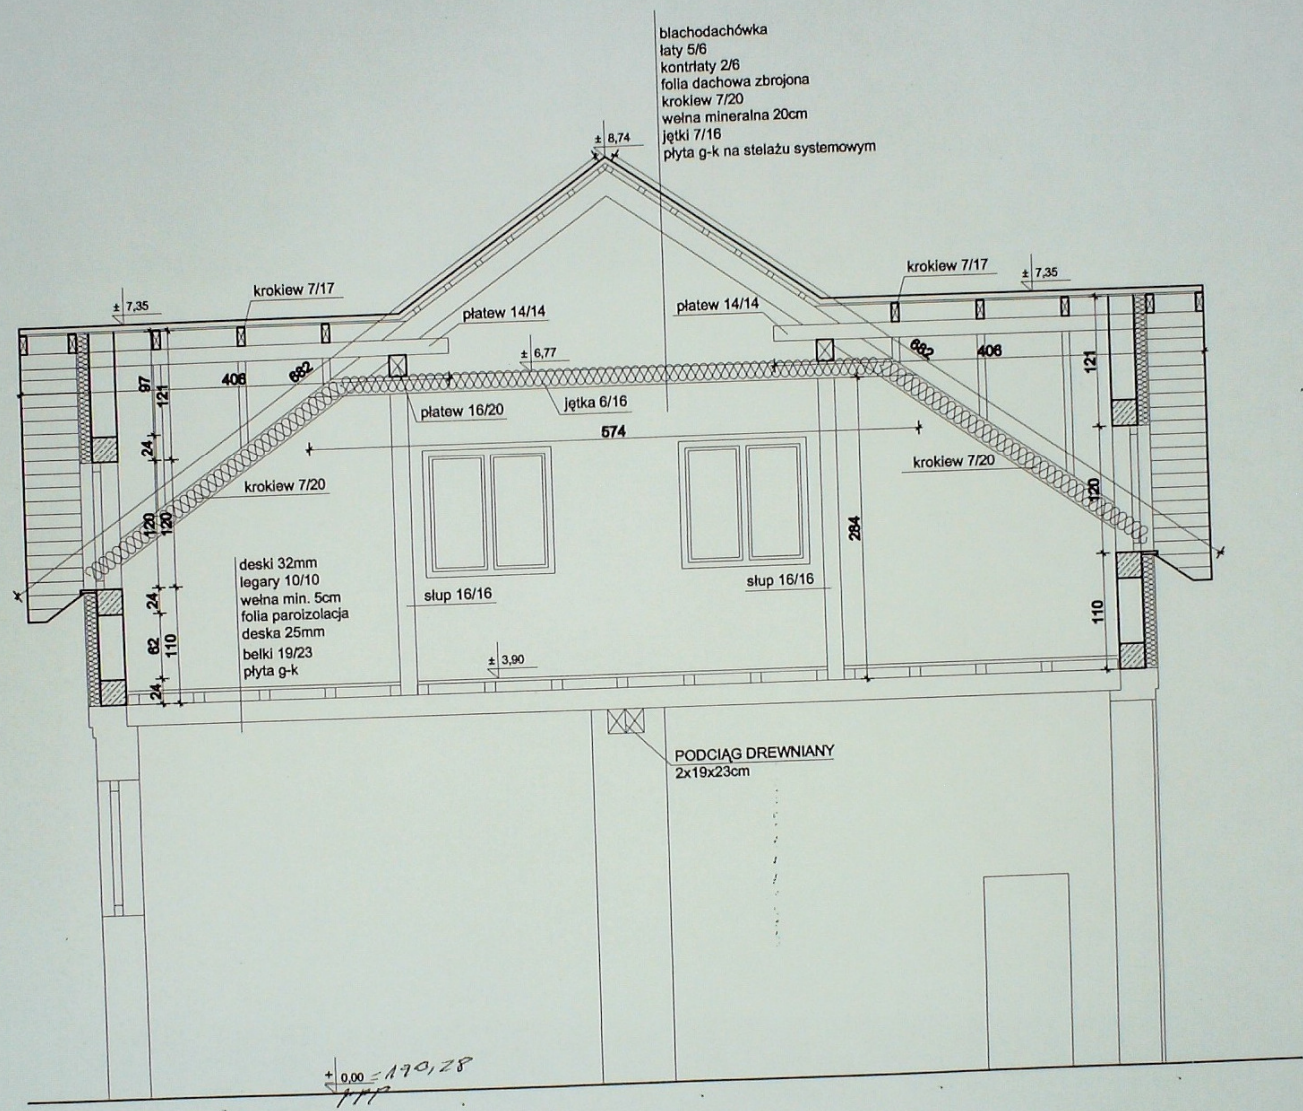 blachodachówka
łaty 5/6
kontrłaty 2/6
folia dachowa zbrojona
krokiew 7/20
wełna mineralna 20cm
jętki 7/16
płyta g-k na stelażu systemowym
± 8,74
± 7,35
krokiew 7/17
krokiew 7/17
± 7,35
płatew 14/14
płatew 14/14
± 6,77
97
121
406
682
682
406
121
płatew 16/20
jętka 6/16
574
24
krokiew 7/20
krokiew 7/20
120
120
120
284
deski 32mm
legary 10/10
wełna min. 5cm
folia paroizolacja
deska 25mm
belki 19/23
płyta g-k
słup 16/16
słup 16/16
24
62
110
24
110
± 3,90
PODCIĄG DREWNIANY
2x19x23cm
+ 0,00 = 190,28